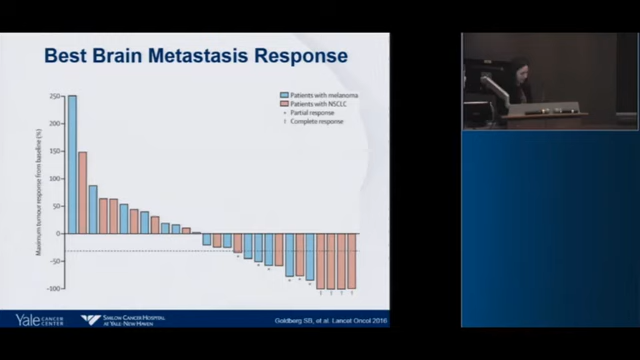 Best Brain Metastasis Response
Patients with melanoma
Patients with NSCLC
* Partial response
† Complete response
Maximum tumour response from baseline (%)
250
200
150
100
50
0
-50
-100
Yale CANCER CENTER
SMILOW CANCER HOSPITAL
AT YALE-NEW HAVEN
Goldberg SB, et al. Lancet Oncol 2016